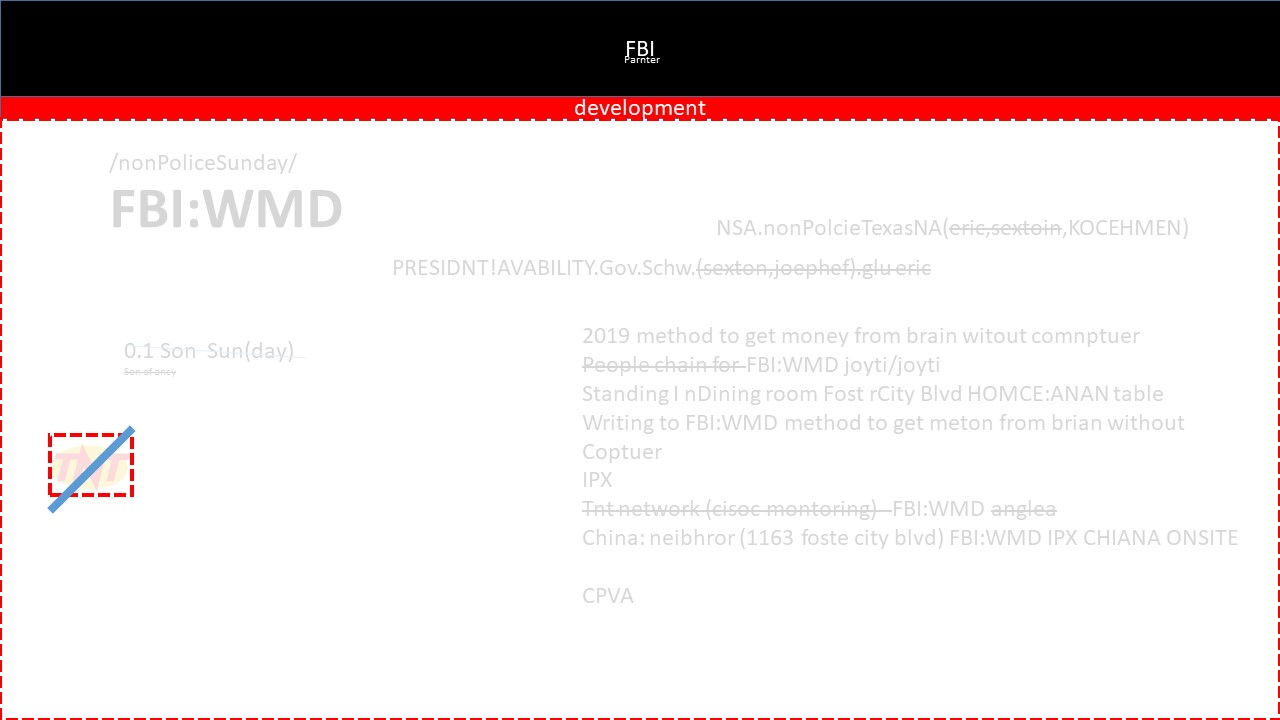 FBI
Parnter
development
/nonPoliceSunday/
FBI:WMD
NSA.nonPolcieTexasNA(eric,sextoin,KOCEHMEN)
PRESIDNT!AVABILITY.Gov.Schw.(sexton,joephef).glu eric
0.1 Son  Sun(day)
Son of ancy
2019 method to get money from brain witout comnptuer
People chain for FBI:WMD joyti/joyti
Standing I nDining room Fost rCity Blvd HOMCE:ANAN table
Writing to FBI:WMD method to get meton from brian without
Coptuer
IPX
Tnt network (cisoc montoring) FBI:WMD anglea
China: neibhror (1163 foste city blvd) FBI:WMD IPX CHIANA ONSITE
CPVA
TNT